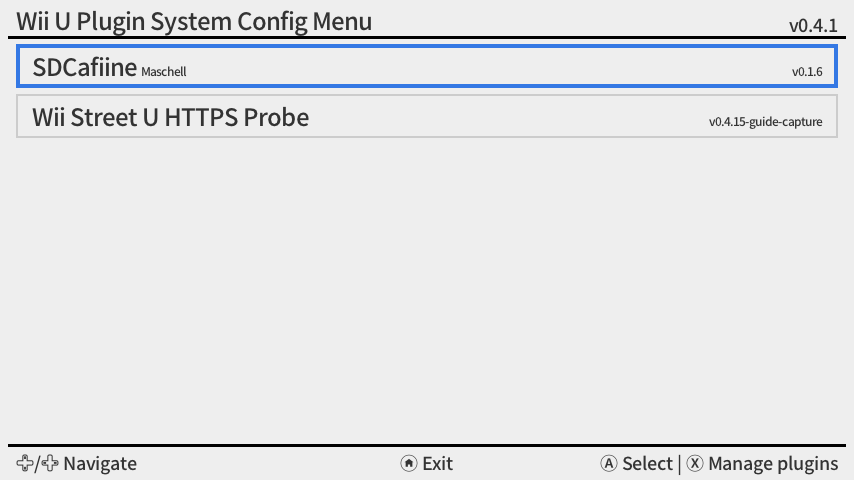 Wii U Plugin System Config Menu v0.4.1
SDCafiine Maschell v0.1.6
Wii Street U HTTPS Probe v0.4.15-guide-capture
/ Navigate Exit Ⓐ Select | Ⓧ Manage plugins